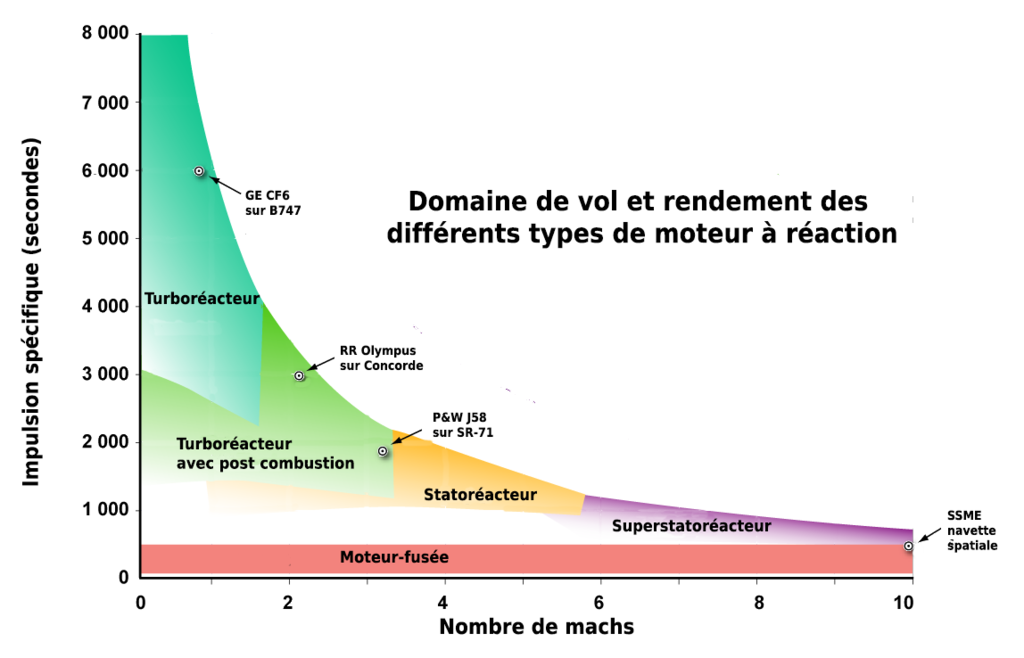 Domaine de vol et rendement des
différents types de moteur à réaction
Impulsion spécifique (secondes)
8 000
7 000
6 000
5 000
4 000
3 000
2 000
1 000
0
GE CF6
sur B747
Turboréacteur
RR Olympus
sur Concorde
P&W J58
sur SR-71
Turboréacteur
avec post combustion
Statoréacteur
Superstatoréacteur
SSME
navette
spatiale
Moteur-fusée
0
2
4
6
8
10
Nombre de machs